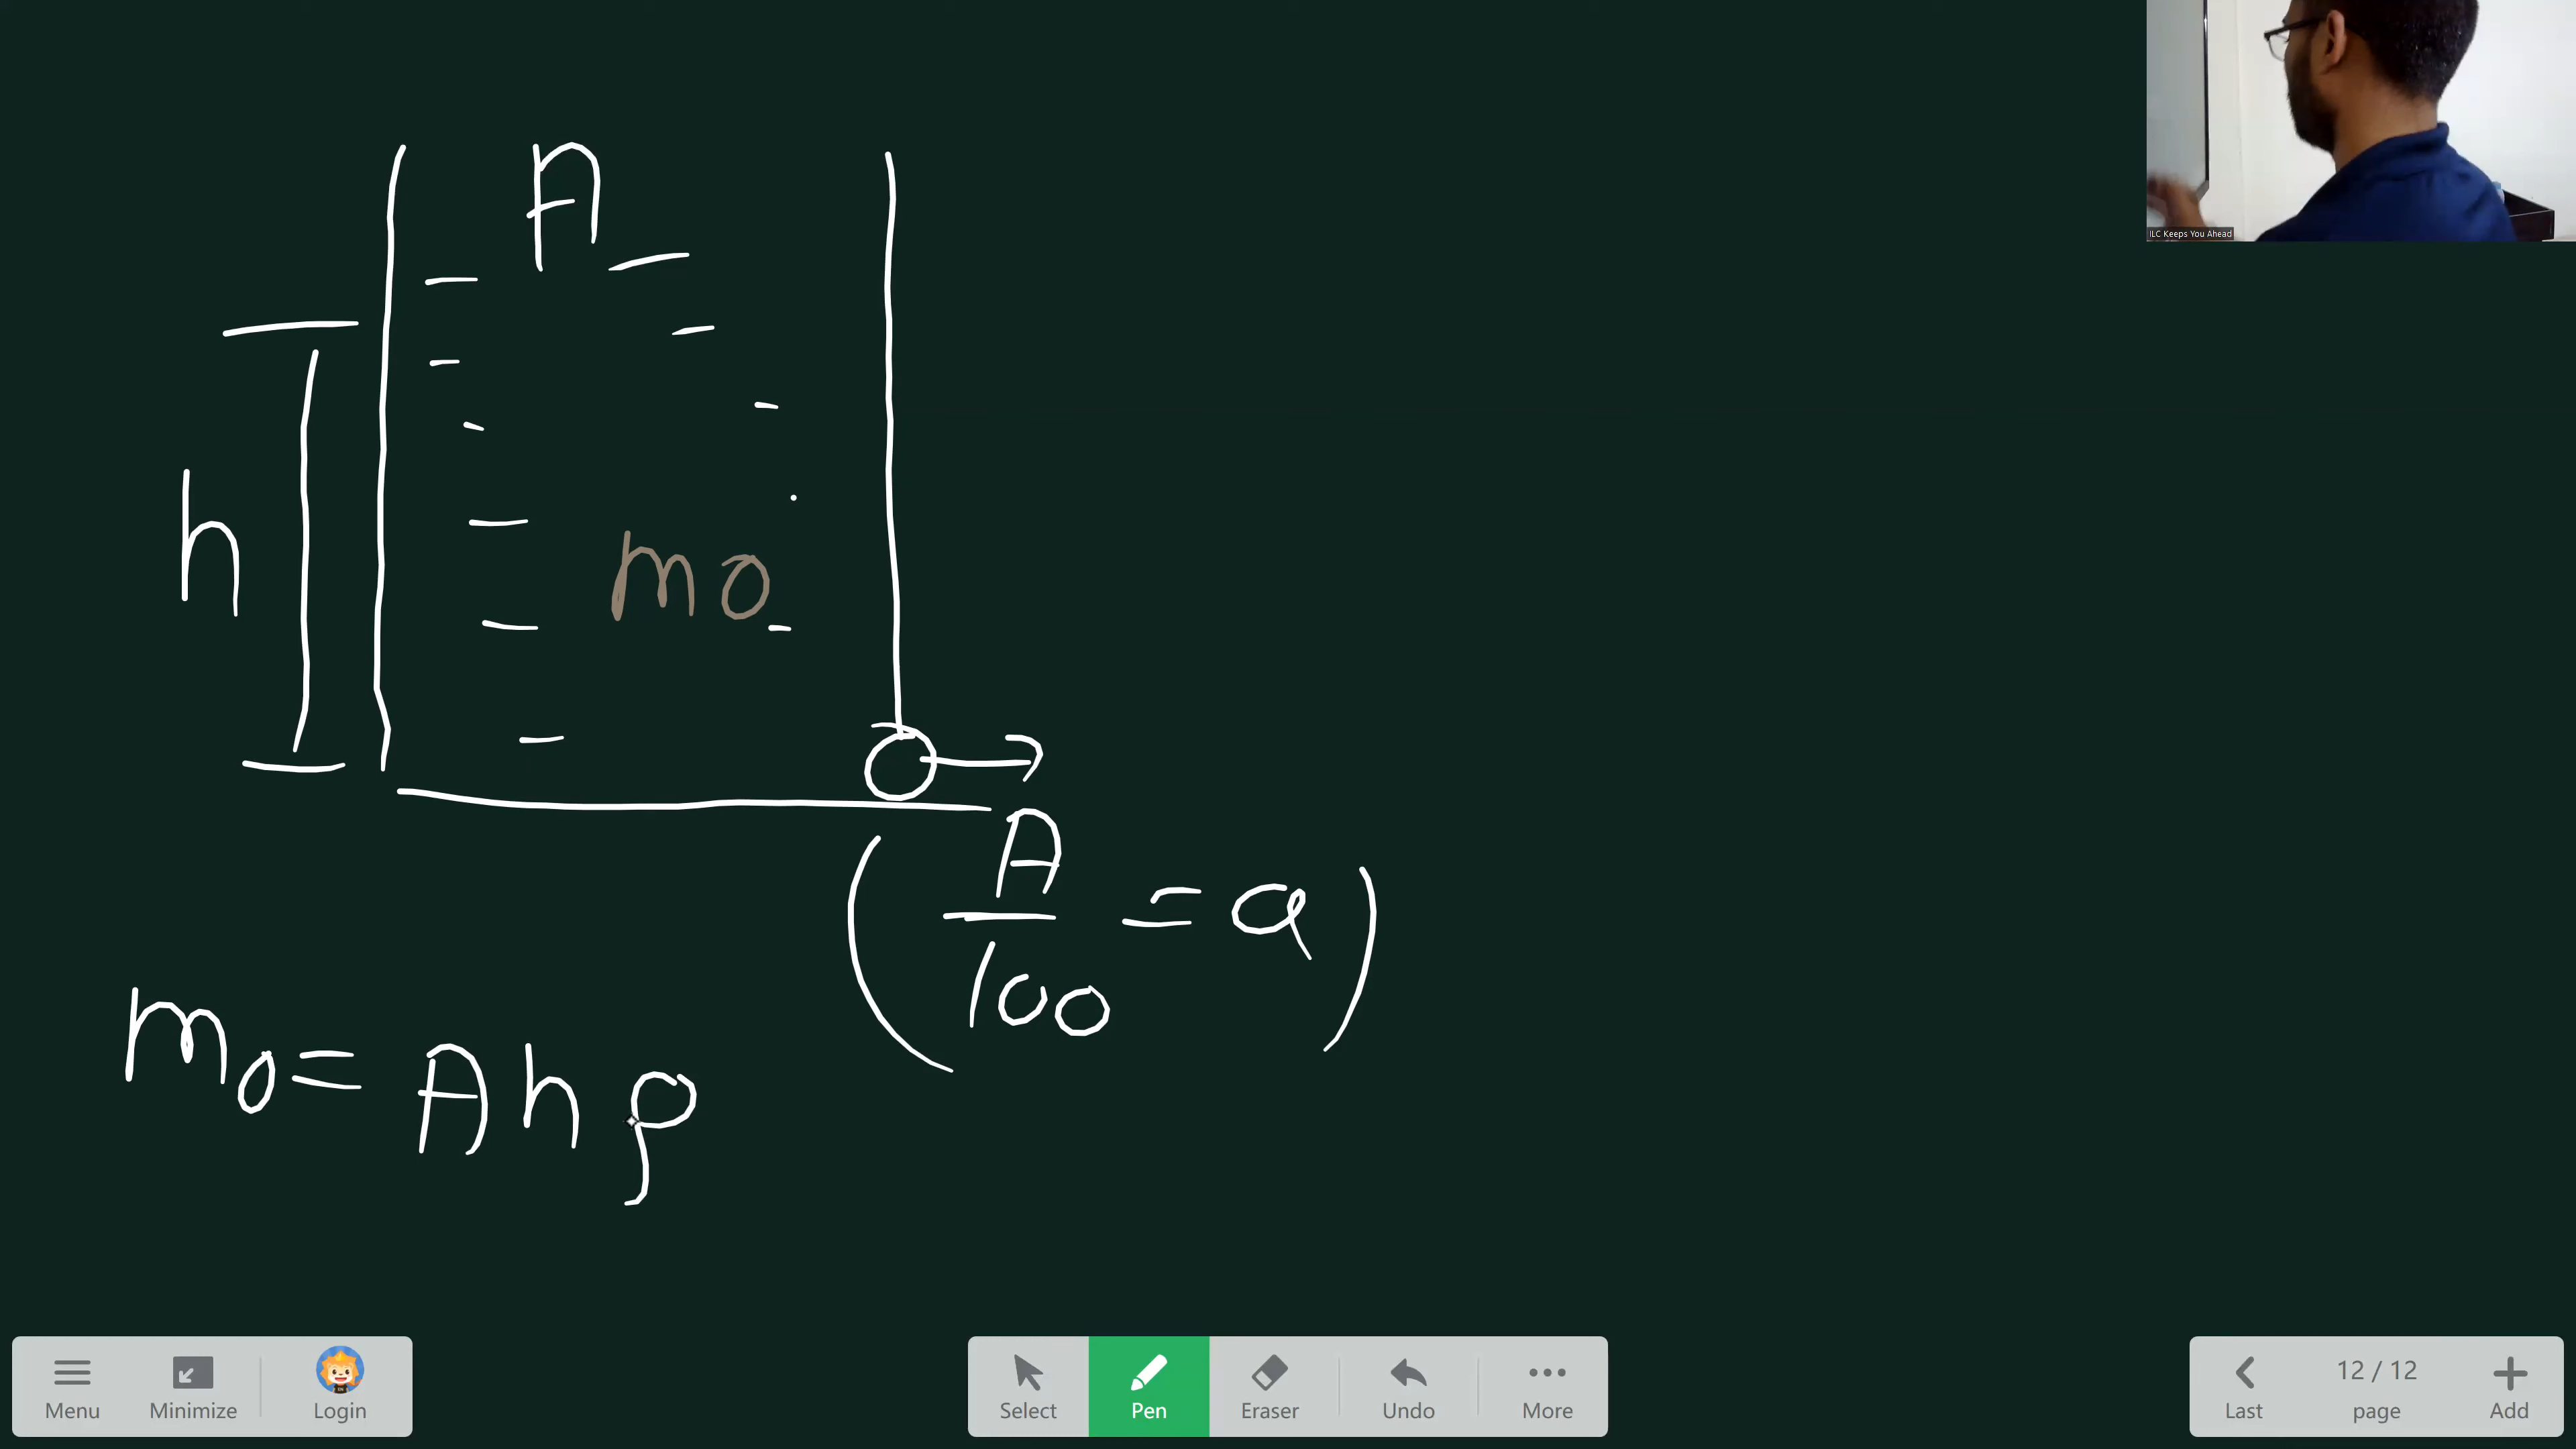 ILC Keeps You Ahead
A
h
mo
( A/100 = a )
m₀ = Ahρ
Menu
Minimize
Login
Select
Pen
Eraser
Undo
More
Last
12 / 12
page
Add